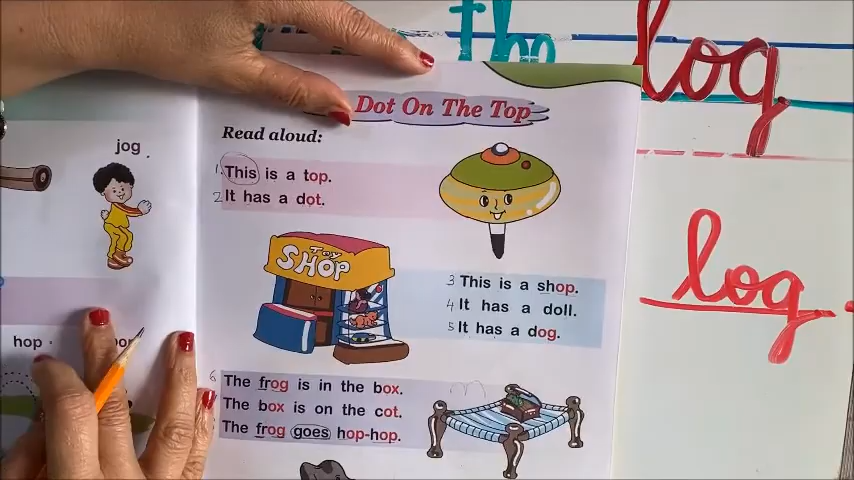 the
log
Dot On The Top
Read aloud:
jog
1. This is a top.
2 It has a dot.
Toy
SHOP
3 This is a shop.
4 It has a doll.
5 It has a dog.
log
hop
6 The frog is in the box.
The box is on the cot.
The frog goes hop-hop.